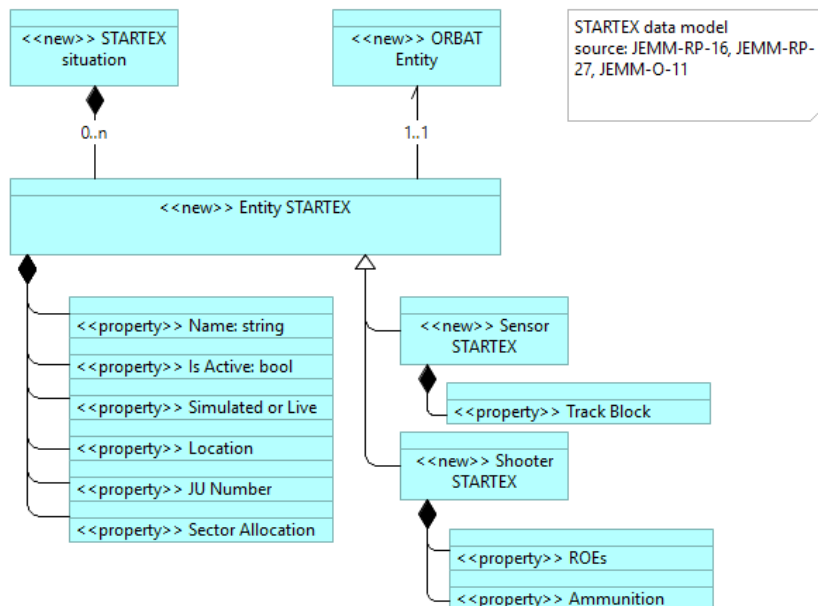 <<new>> STARTEX
situation
<<new>> ORBAT
Entity
STARTEX data model
source: JEMM-RP-16, JEMM-RP-
27, JEMM-O-11
0..n
1..1
<<new>> Entity STARTEX
<<property>> Name: string
<<property>> Is Active: bool
<<property>> Simulated or Live
<<property>> Location
<<property>> JU Number
<<property>> Sector Allocation
<<new>> Sensor
STARTEX
<<property>> Track Block
<<new>> Shooter
STARTEX
<<property>> ROEs
<<property>> Ammunition